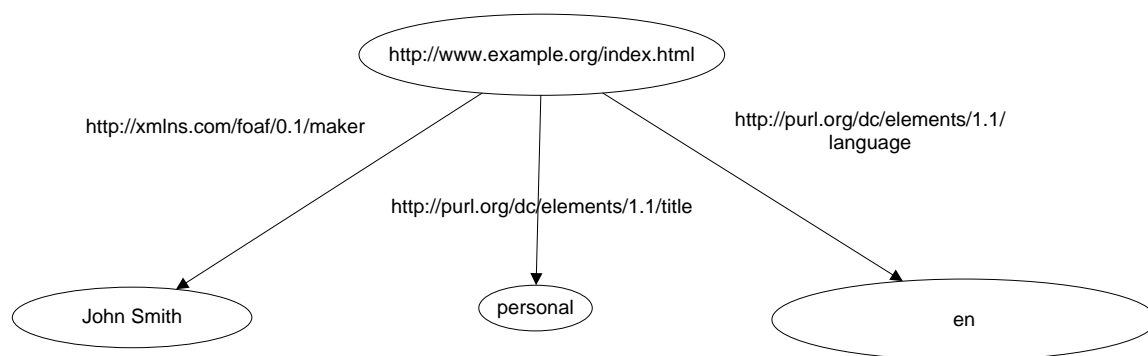 http://www.example.org/index.html
http://xmlns.com/foaf/0.1/maker
http://purl.org/dc/elements/1.1/
language
http://purl.org/dc/elements/1.1/title
John Smith
personal
en